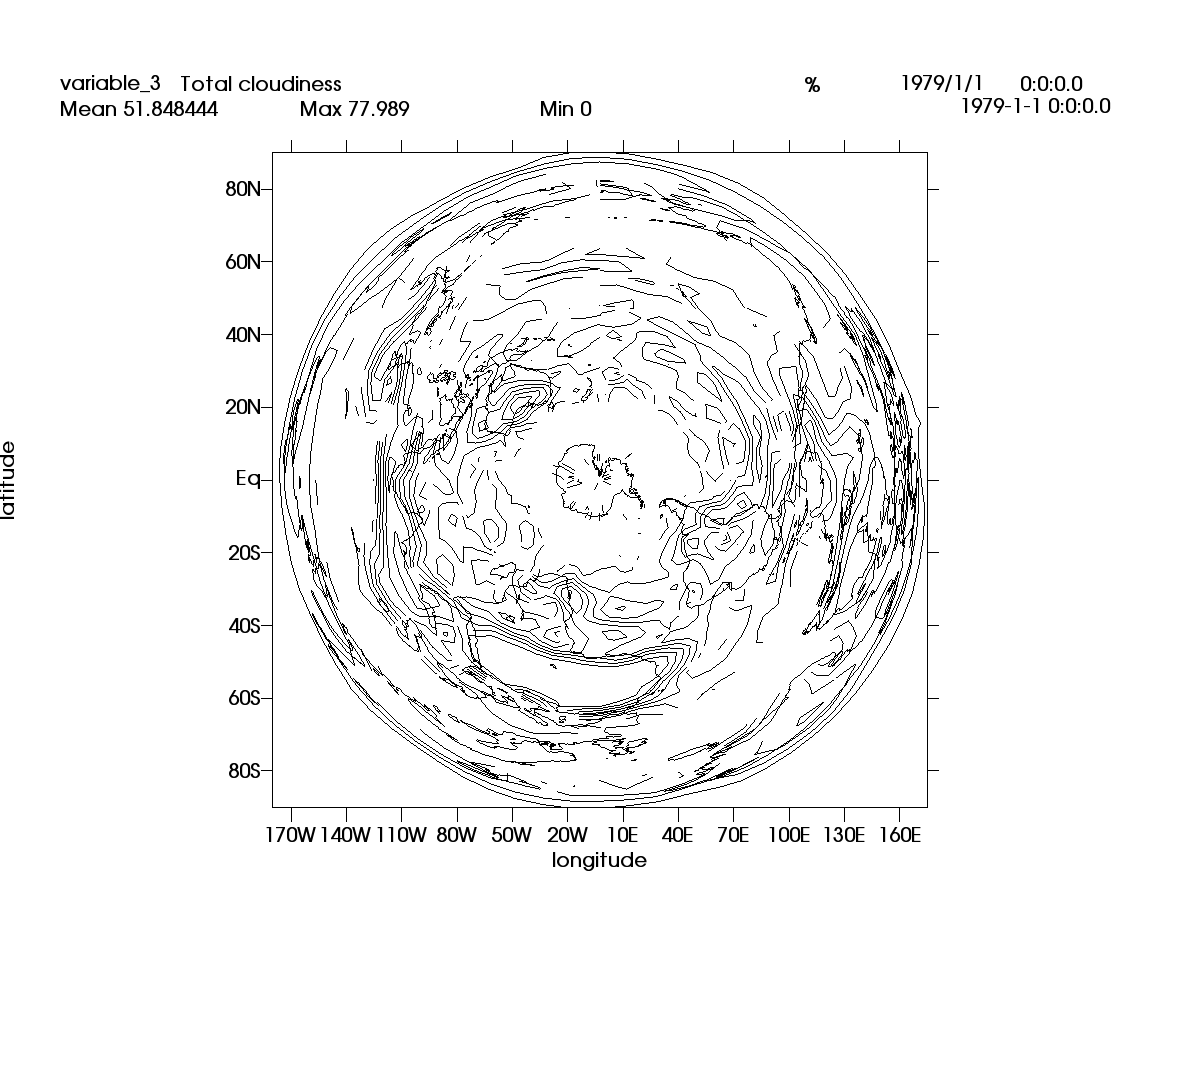 variable_3 Total cloudiness % 1979/1/1 0:0:0.0
Mean 51.848444 Max 77.989 Min 0 1979-1-1 0:0:0.0
80N
60N
40N
20N
Eq
20S
40S
60S
80S
latitude
170W 140W 110W 80W 50W 20W 10E 40E 70E 100E 130E 160E
longitude